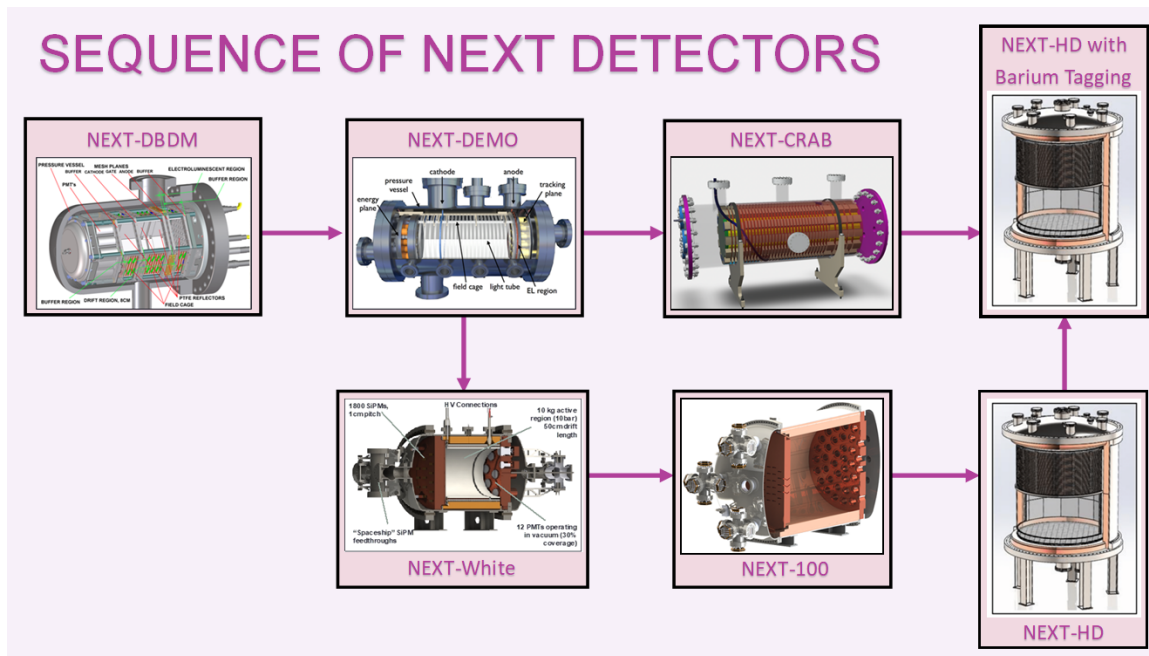 SEQUENCE OF NEXT DETECTORS
NEXT-HD with
Barium Tagging
NEXT-DBDM
PRESSURE VESSEL
MESH PLANES
BUFFER CATHODE GATE ANODE BUFFER
ELECTROLUMINESCENT REGION
BUFFER REGION
PMT's
BUFFER REGION
DRIFT REGION, 8CM
PTFE REFLECTORS
FIELD CAGE
NEXT-DEMO
cathode
anode
pressure
vessel
tracking
plane
energy
plane
field cage
light tube
EL region
NEXT-CRAB
1800 SiPMs,
1cm pitch
HV Connections
10 kg active
region (10bar)
50cm drift
length
"Spaceship" SiPM
feedthroughs
12 PMTs operating
in vacuum (30%
coverage)
NEXT-White
NEXT-100
NEXT-HD